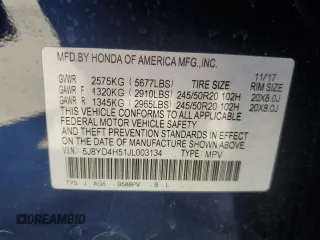 MFD.BY HONDA OF AMERICA MFG.,INC.
11/17
GVWR 2575KG (5677LBS) TIRE SIZE RIM SIZE
GAWR F 1320KG (2910LBS) 245/50R20 102H 20X8.0J
GAWR R 1345KG (2965LBS) 245/50R20 102H 20X8.0J
THIS VEHICLE CONFORMS TO ALL APPLICABLE
FEDERAL MOTOR VEHICLE SAFETY AND THEFT
PREVENTION STANDARDS IN EFFECT ON THE DATE OF
MANUFACTURE SHOWN ABOVE.
VIN: 5J8YD4H51JL003134 TYPE: MPV